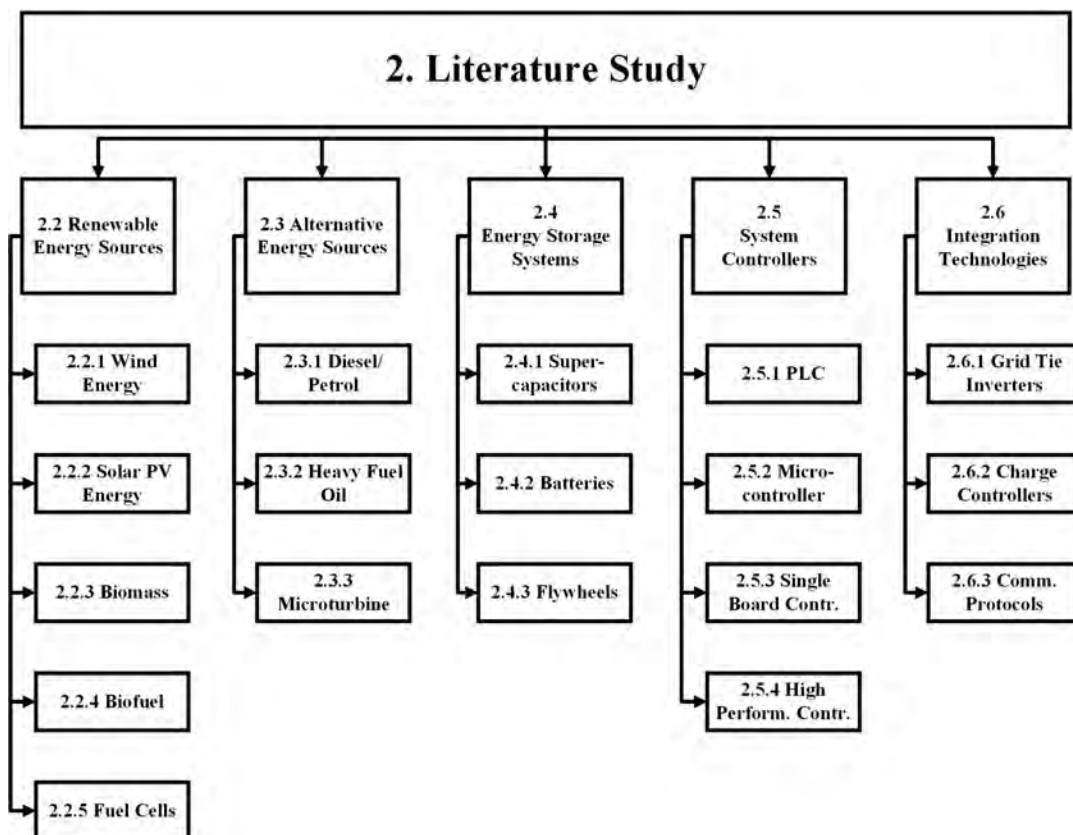 2. Literature Study
2.2 Renewable
Energy Sources
2.2.1 Wind
Energy
2.2.2 Solar PV
Energy
2.2.3 Biomass
2.2.4 Biofuel
2.2.5 Fuel Cells
2.3 Alternative
Energy Sources
2.3.1 Diesel/
Petrol
2.3.2 Heavy Fuel
Oil
2.3.3
Microturbine
2.4
Energy Storage
Systems
2.4.1 Super-
capacitors
2.4.2 Batteries
2.4.3 Flywheels
2.5
System
Controllers
2.5.1 PLC
2.5.2 Micro-
controller
2.5.3 Single
Board Contr.
2.5.4 High
Perform. Contr.
2.6
Integration
Technologies
2.6.1 Grid Tie
Inverters
2.6.2 Charge
Controllers
2.6.3 Comm.
Protocols